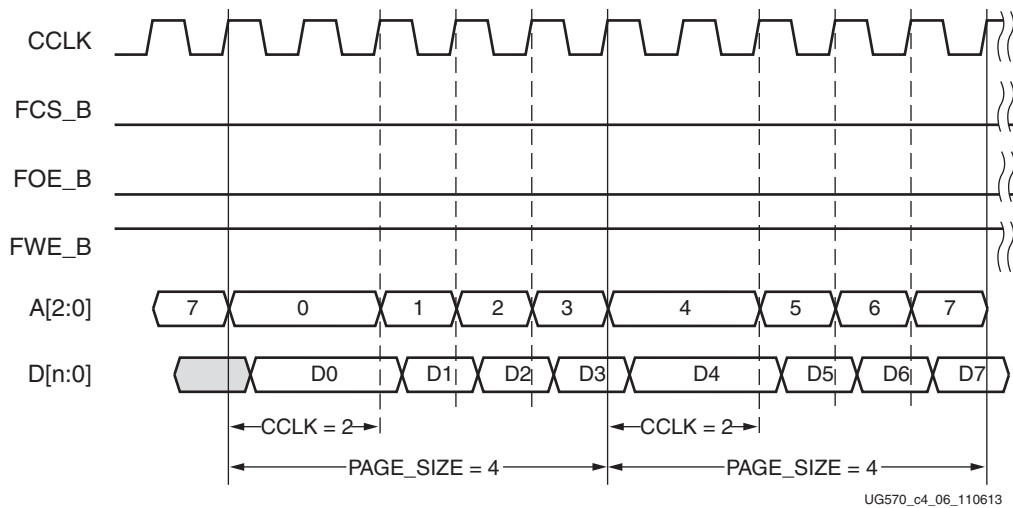 CCLK
FCS_B
FOE_B
FWE_B
A[2:0] 7 0 1 2 3 4 5 6 7
D[n:0] D0 D1 D2 D3 D4 D5 D6 D7
CCLK = 2 CCLK = 2
PAGE_SIZE = 4 PAGE_SIZE = 4
UG570_c4_06_110613